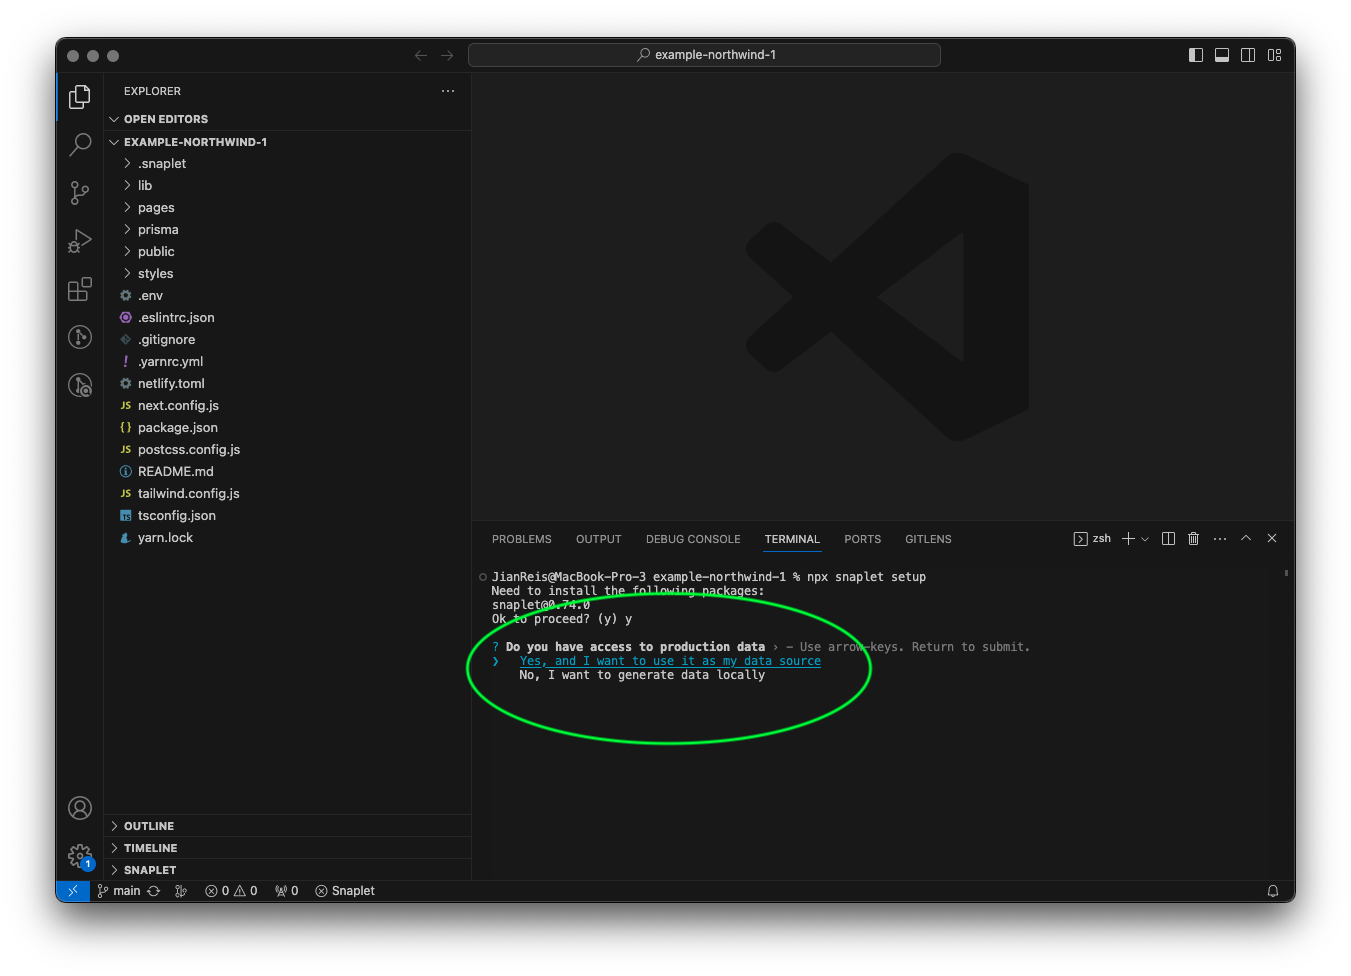 example-northwind-1
EXPLORER
OPEN EDITORS
EXAMPLE-NORTHWIND-1
.snaplet
lib
pages
prisma
public
styles
.env
.eslintrc.json
.gitignore
! .yarnrc.yml
netlify.toml
JS next.config.js
{} package.json
JS postcss.config.js
README.md
JS tailwind.config.js
TS tsconfig.json
yarn.lock
OUTLINE
TIMELINE
SNAPLET
1
PROBLEMS OUTPUT DEBUG CONSOLE TERMINAL PORTS GITLENS zsh
JianReis@MacBook-Pro-3 example-northwind-1 % npx snaplet setup
Need to install the following packages:
snaplet@0.74.0
Ok to proceed? (y) y
? Do you have access to production data › - Use arrow-keys. Return to submit.
❯ Yes, and I want to use it as my data source
No, I want to generate data locally
main 0 0 0 Snaplet